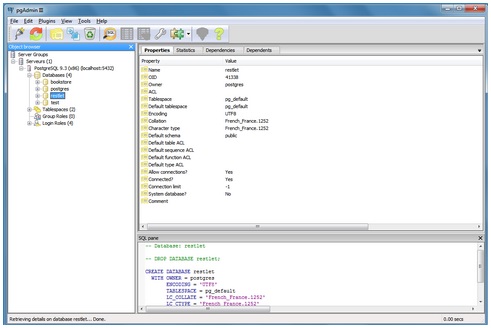 pgAdmin III
File Edit Plugins View Tools Help
Object browser
Server Groups
Serveurs (1)
PostgreSQL 9.3 (x86) (localhost:5432)
Databases (4)
bookstore
postgres
restlet
test
Tablespaces (2)
Group Roles (0)
Login Roles (4)
Properties Statistics Dependencies Dependents
Property Value
Name restlet
OID 41338
Owner postgres
ACL
Tablespace pg_default
Default tablespace pg_default
Encoding UTF8
Collation French_France.1252
Character type French_France.1252
Default schema public
Default table ACL
Default sequence ACL
Default function ACL
Default type ACL
Allow connections? Yes
Connected? Yes
Connection limit -1
System database? No
Comment
SQL pane
-- Database: restlet
-- DROP DATABASE restlet;
CREATE DATABASE restlet
WITH OWNER = postgres
ENCODING = 'UTF8'
TABLESPACE = pg_default
LC_COLLATE = 'French_France.1252'
LC_CTYPE = 'French_France.1252'
Retrieving details on database restlet... Done. 0.00 secs